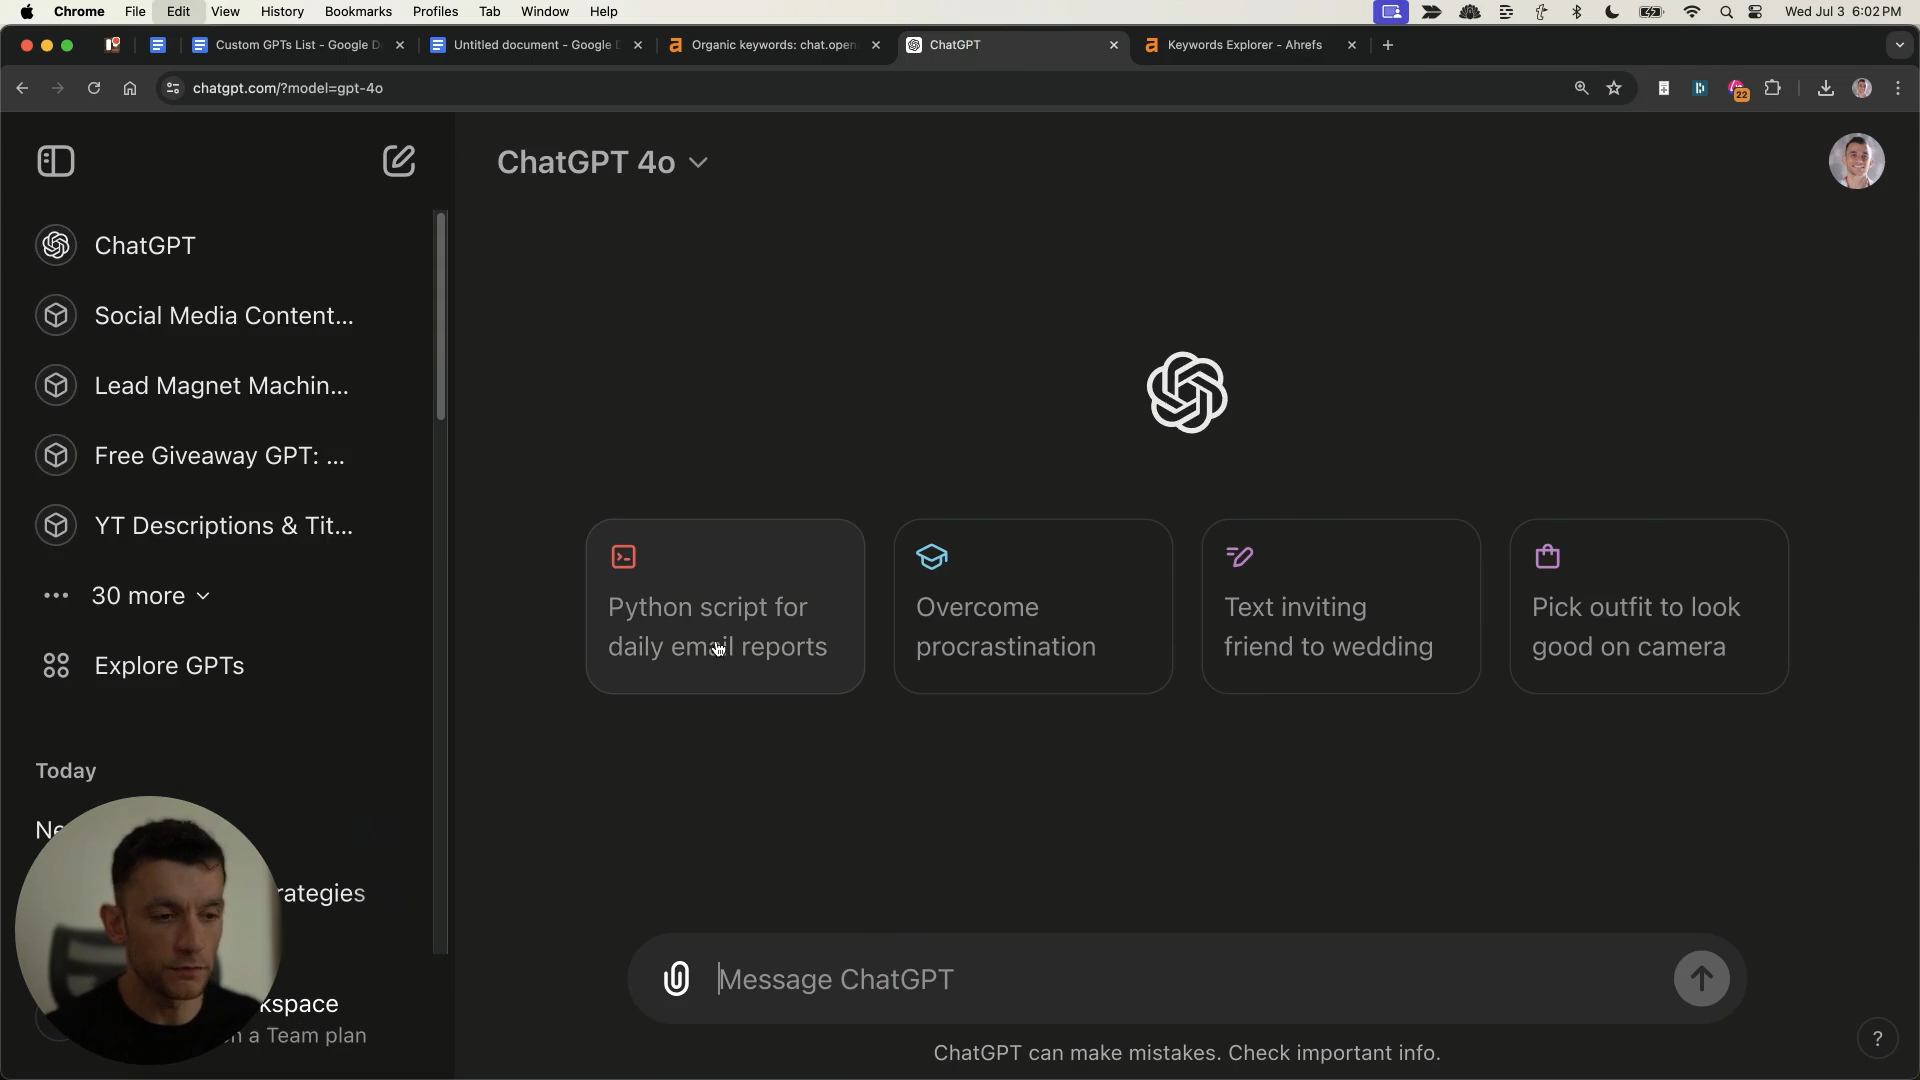 Chrome File Edit View History Bookmarks Profiles Tab Window Help Wed Jul 3 6:02 PM
Custom GPTs List - Google D
Untitled document - Google D
Organic keywords: chat.open
ChatGPT
Keywords Explorer - Ahrefs
chatgpt.com/?model=gpt-4o
22
ChatGPT 4o
ChatGPT
Social Media Content...
Lead Magnet Machin...
Free Giveaway GPT: ...
YT Descriptions & Tit...
30 more
Explore GPTs
Today
Python script for
daily email reports
Overcome
procrastination
Text inviting
friend to wedding
Pick outfit to look
good on camera
Message ChatGPT
ChatGPT can make mistakes. Check important info.
?
a Team plan